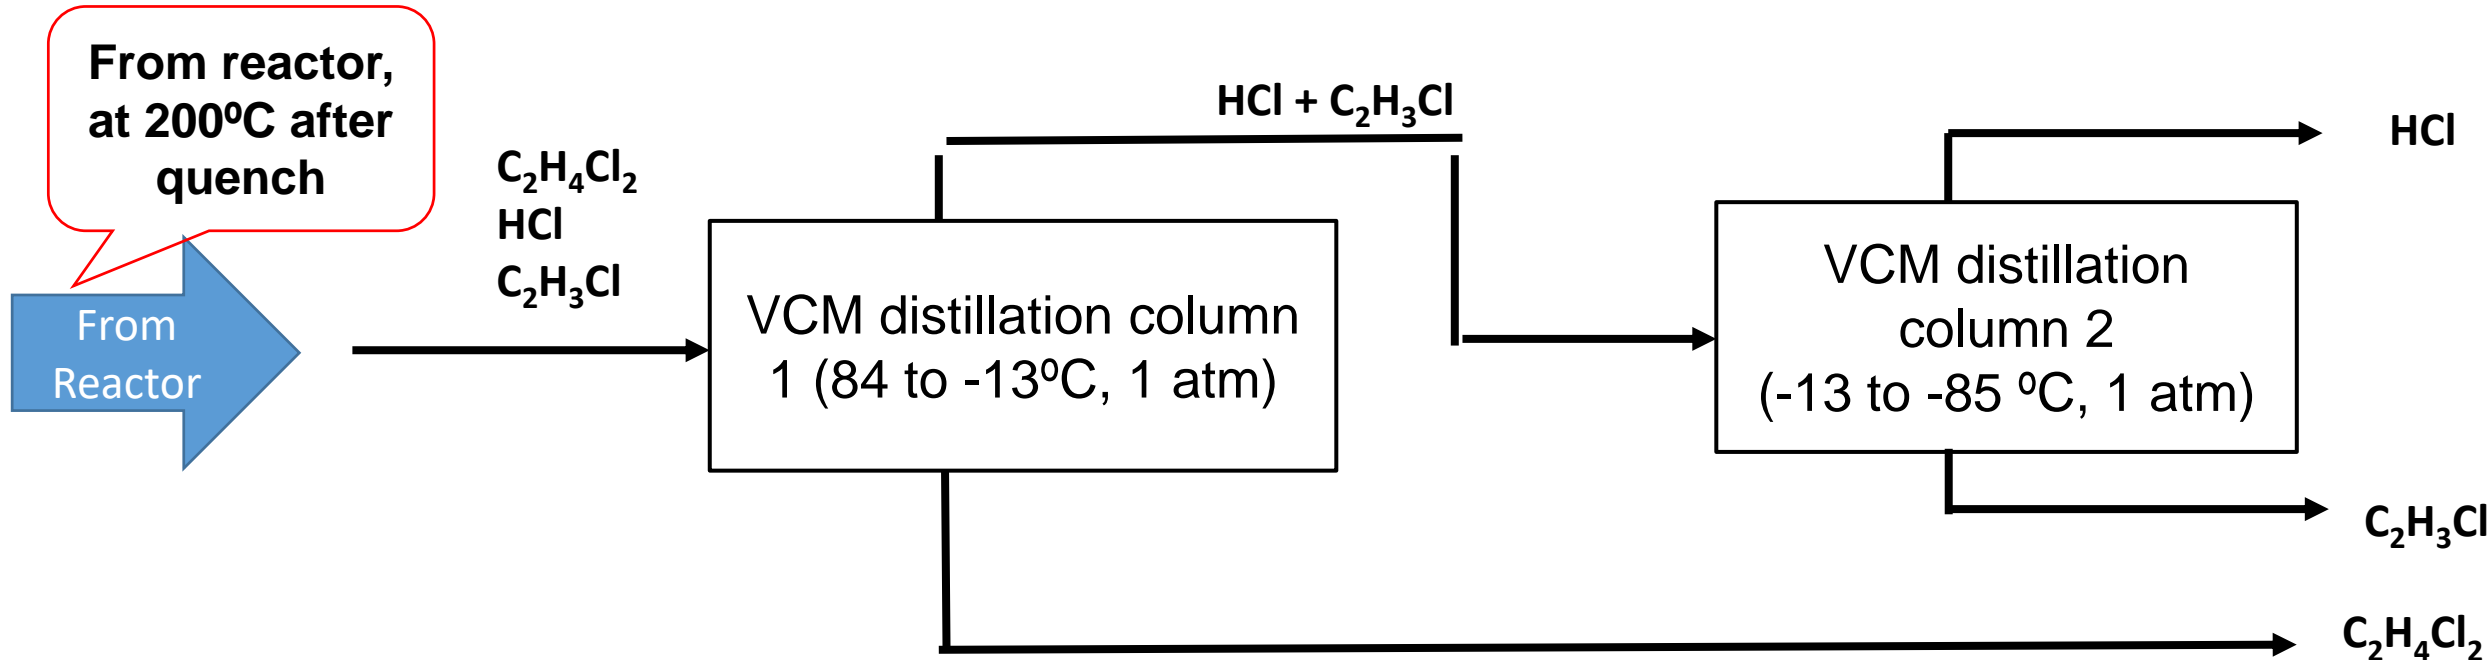 From reactor,
at 200ºC after
quench
From
Reactor
C₂H₄Cl₂
HCl
C₂H₃Cl
HCl + C₂H₃Cl
VCM distillation column
1 (84 to -13ºC, 1 atm)
VCM distillation
column 2
(-13 to -85 ºC, 1 atm)
HCl
C₂H₃Cl
C₂H₄Cl₂